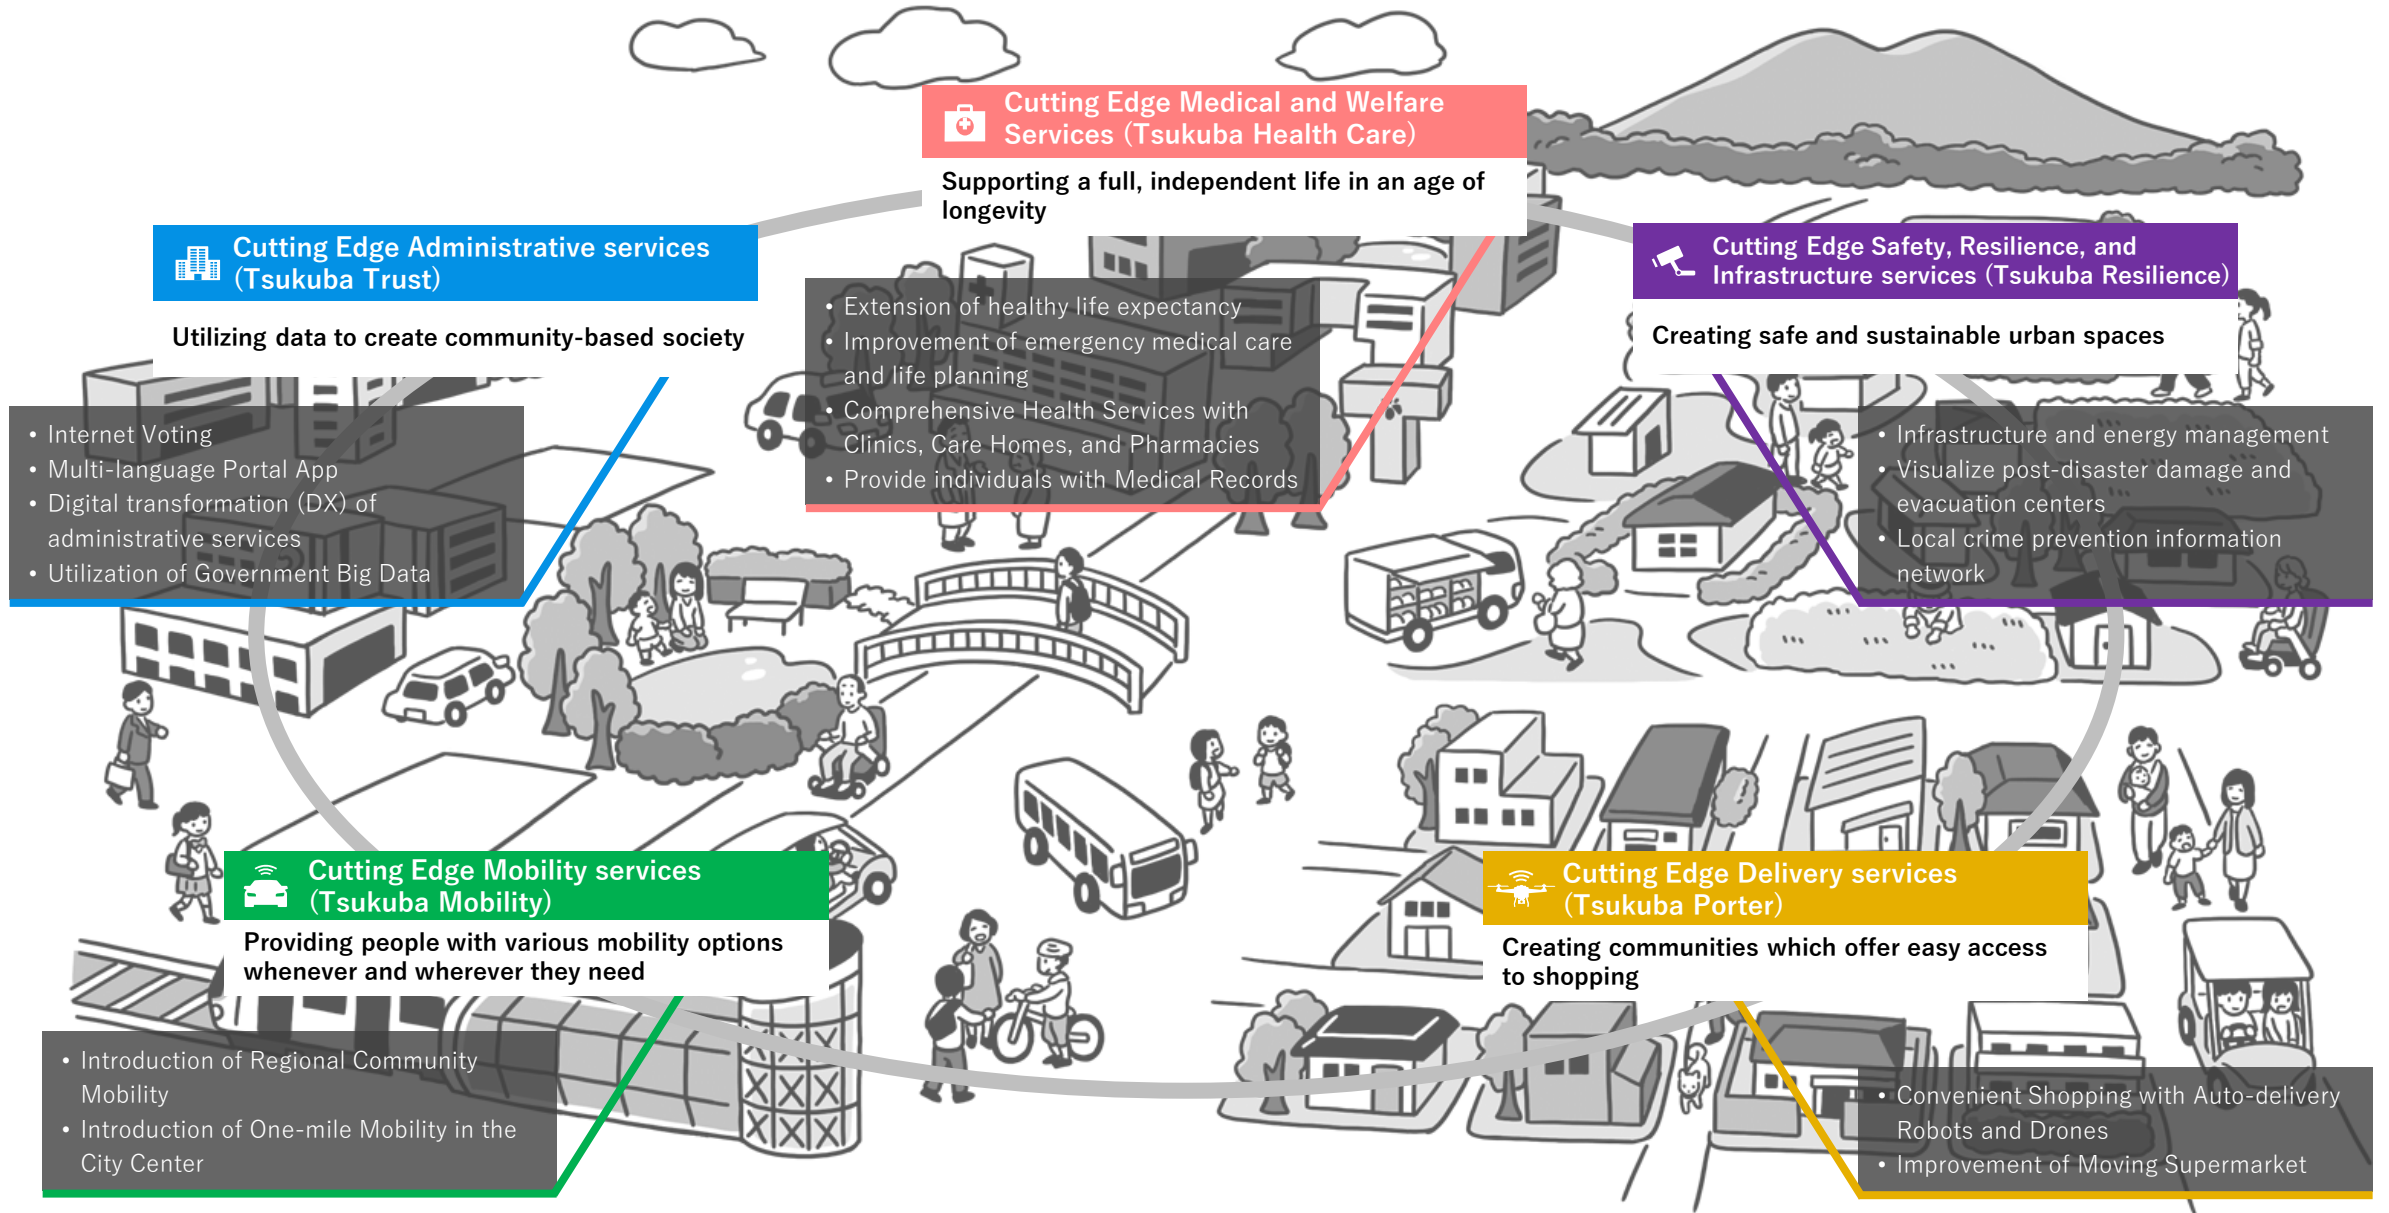 Cutting Edge Medical and Welfare
Services (Tsukuba Health Care)
Supporting a full, independent life in an age of
longevity
• Extension of healthy life expectancy
• Improvement of emergency medical care
and life planning
• Comprehensive Health Services with
Clinics, Care Homes, and Pharmacies
• Provide individuals with Medical Records
Cutting Edge Administrative services
(Tsukuba Trust)
Utilizing data to create community-based society
• Internet Voting
• Multi-language Portal App
• Digital transformation (DX) of
administrative services
• Utilization of Government Big Data
Cutting Edge Safety, Resilience, and
Infrastructure services (Tsukuba Resilience)
Creating safe and sustainable urban spaces
• Infrastructure and energy management
• Visualize post-disaster damage and
evacuation centers
• Local crime prevention information
network
Cutting Edge Mobility services
(Tsukuba Mobility)
Providing people with various mobility options
whenever and wherever they need
• Introduction of Regional Community
Mobility
• Introduction of One-mile Mobility in the
City Center
Cutting Edge Delivery services
(Tsukuba Porter)
Creating communities which offer easy access
to shopping
• Convenient Shopping with Auto-delivery
Robots and Drones
• Improvement of Moving Supermarket